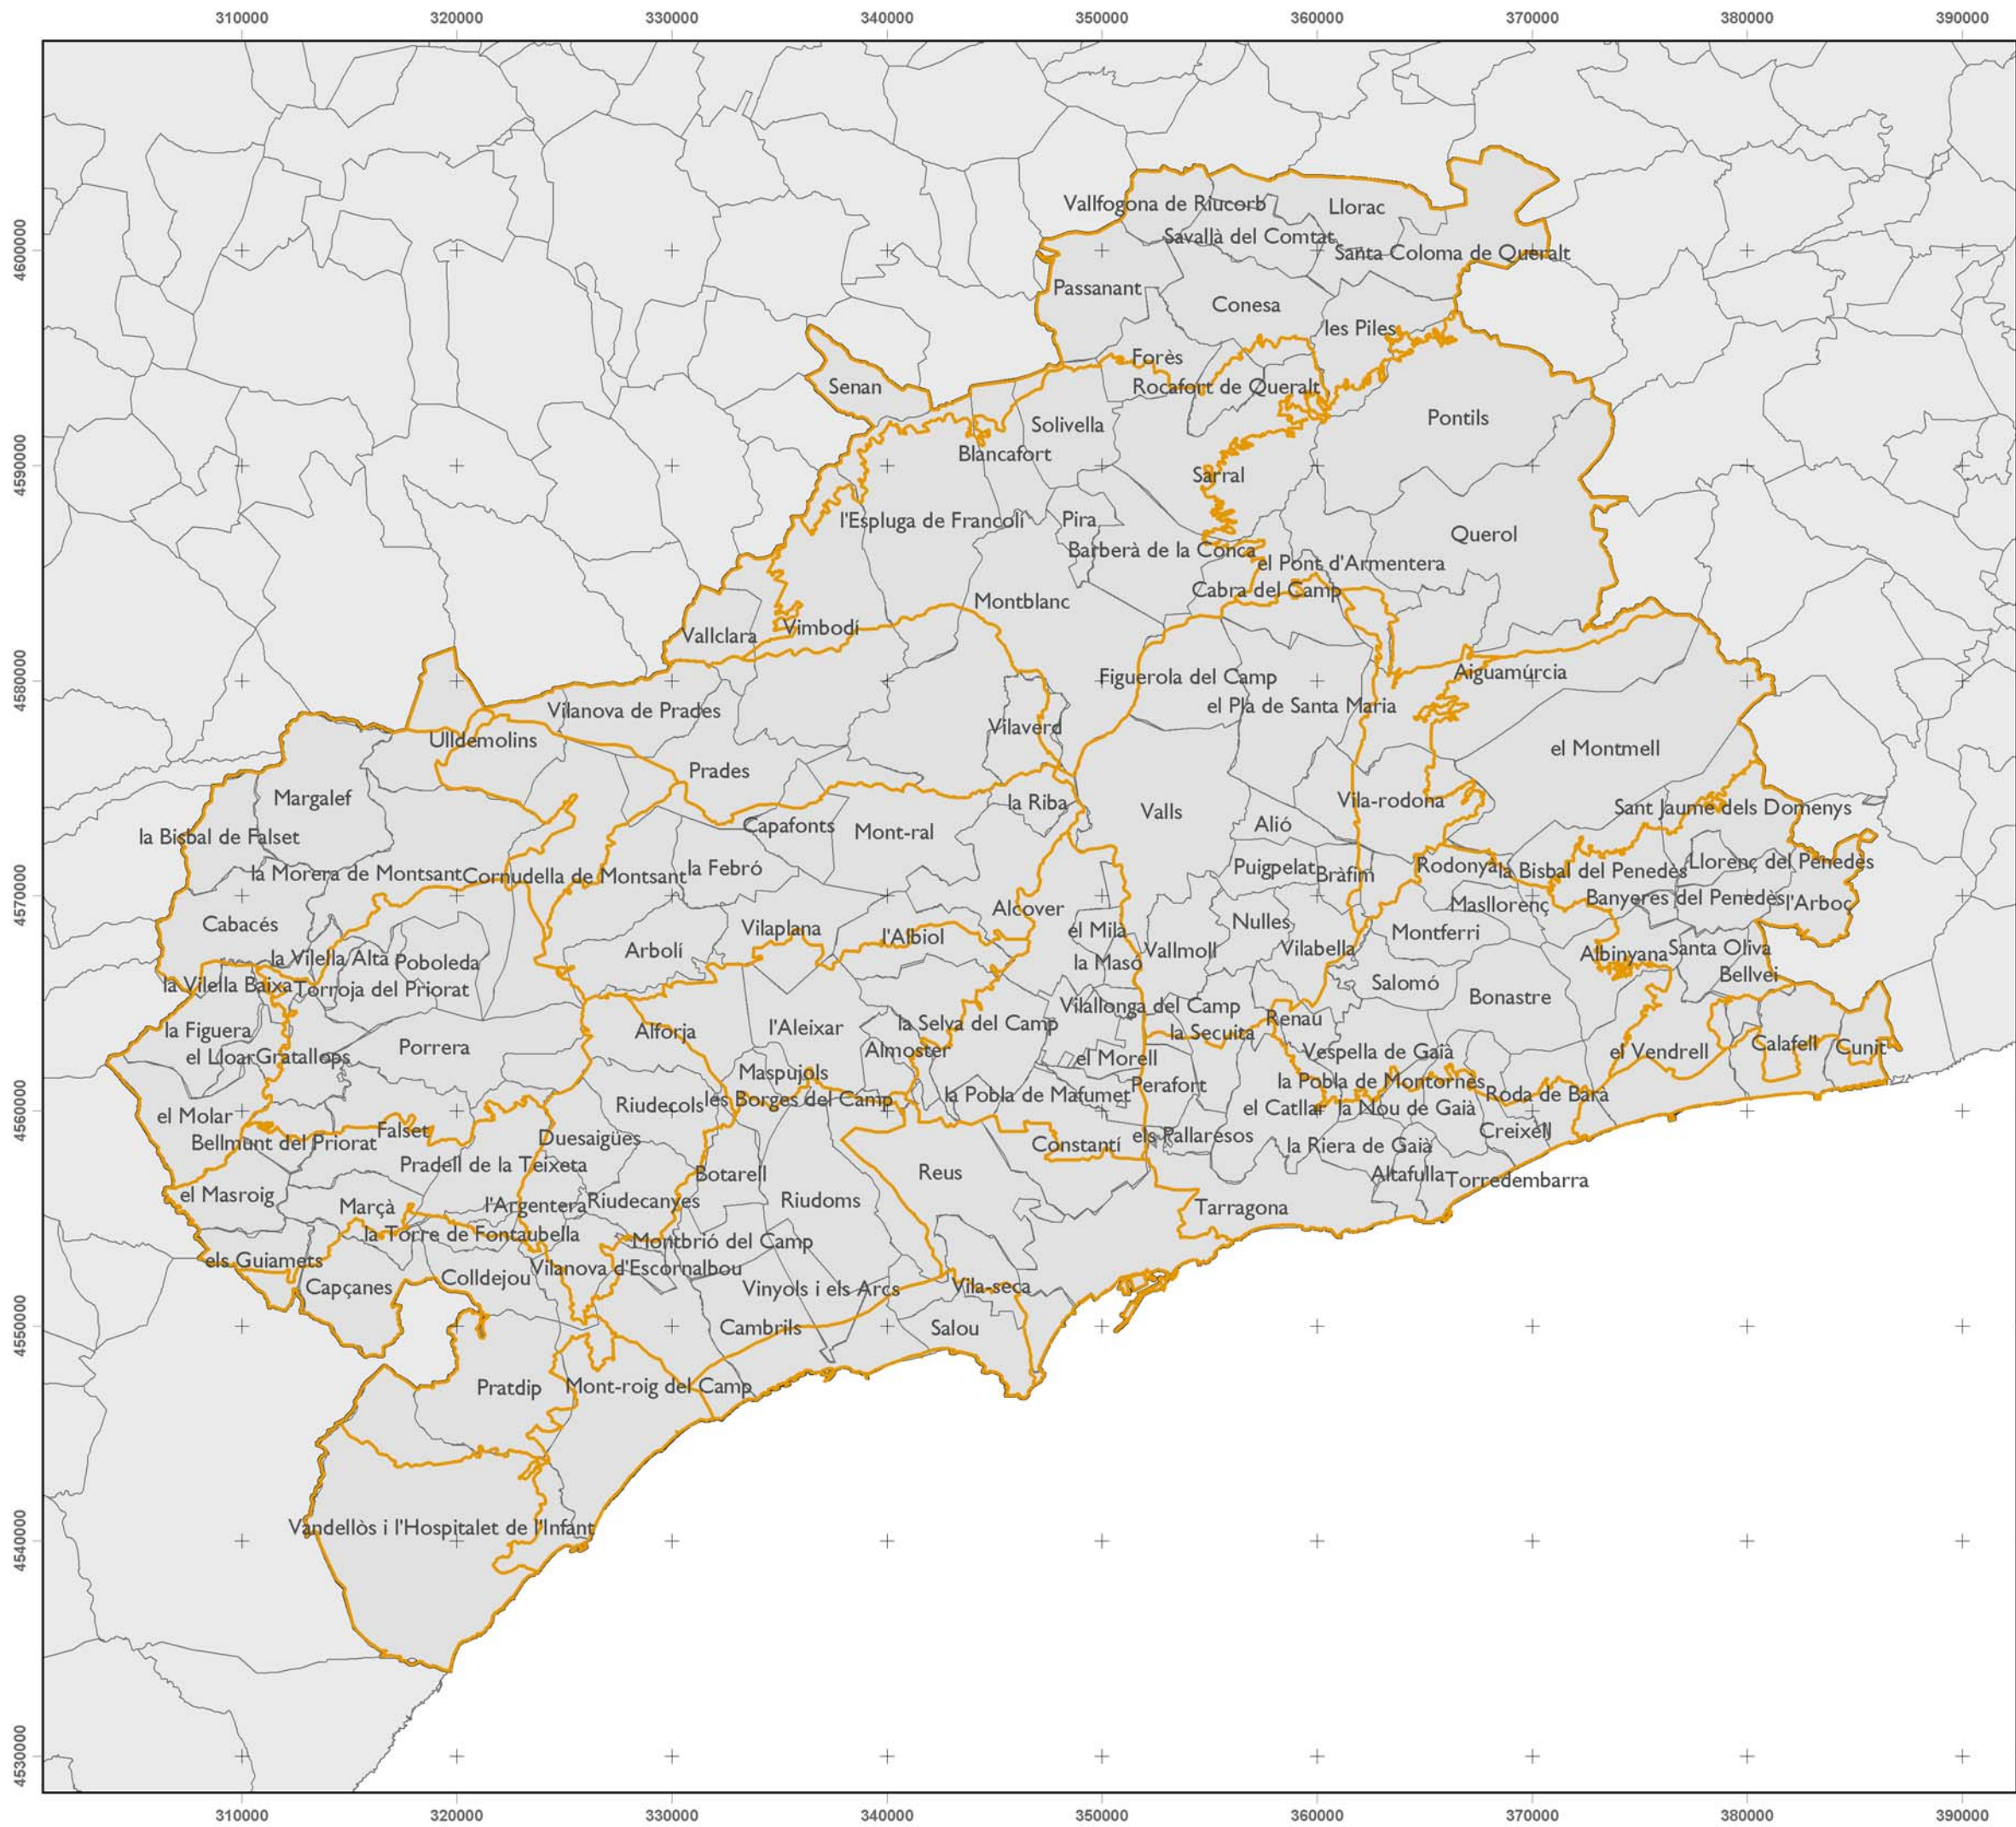 310000 320000 330000 340000 350000 360000 370000 380000 390000
4600000
4590000
4580000
4570000
4560000
4550000
4540000
4530000
Vallfogona de Riucorb
Llorac
Savallà del Comtat
Santa Coloma de Queralt
Passanant
Conesa
les Piles
Forès
Senan
Rocafort de Queralt
Pontils
Solivella
Blancafort
Sarral
l'Espluga de Francolí
Pira
Querol
Barberà de la Conca
el Pont d'Armentera
Cabra del Camp
Montblanc
Vimbodí
Vallclara
Aiguamúrcia
Figuerola del Camp
el Pla de Santa Maria
Vilanova de Prades
Vilaverd
Ulldemolins
el Montmell
Prades
Margalef
la Riba
Vila-rodona
Sant Jaume dels Domenys
Valls
Alió
Capafonts
Mont-ral
la Bisbal de Falset
Llorenç del Penedès
Rodonyà
la Bisbal del Penedès
Puigpelat
Bràfim
la Febró
la Morera de Montsant
Cornudella de Montsant
Banyeres del Penedès
l'Arboç
Masllorenç
Alcover
Nulles
Cabacés
Vilaplana
el Milà
Montferri
l'Albiol
Arbolí
Vallmoll
Vilabella
Albinyana
Santa Oliva
la Vilella Alta
Poboleda
la Masó
Bellvei
la Vilella Baixa
Torroja del Priorat
Salomó
Bonastre
Vilallonga del Camp
Renau
la Figuera
Alforja
l'Aleixar
la Selva del Camp
la Secuita
Porrera
Almoster
Vespella de Gaià
el Vendrell
Calafell
Cunit
el Lloar
Gratallops
el Morell
Maspujols
la Pobla de Montornès
Perafort
Riudecols
les Borges del Camp
la Pobla de Mafumet
Roda de Barà
el Catllar
la Nou de Gaià
el Molar
Falset
Bellmunt del Priorat
Duesaigües
Constantí
els Pallaresos
la Riera de Gaià
Creixell
Pradell de la Teixeta
Botarell
Reus
Altafulla
Torredembarra
el Masroig
Marçà
l'Argentera
Riudecanyes
Riudoms
Tarragona
la Torre de Fontaubella
Montbrió del Camp
els Guiamets
Colldejou
Vilanova d'Escornalbou
Capçanes
Vinyols i els Arcs
Vila-seca
Cambrils
Salou
Pratdip
Mont-roig del Camp
Vandellòs i l'Hospitalet de l'Infant
310000 320000 330000 340000 350000 360000 370000 380000 390000